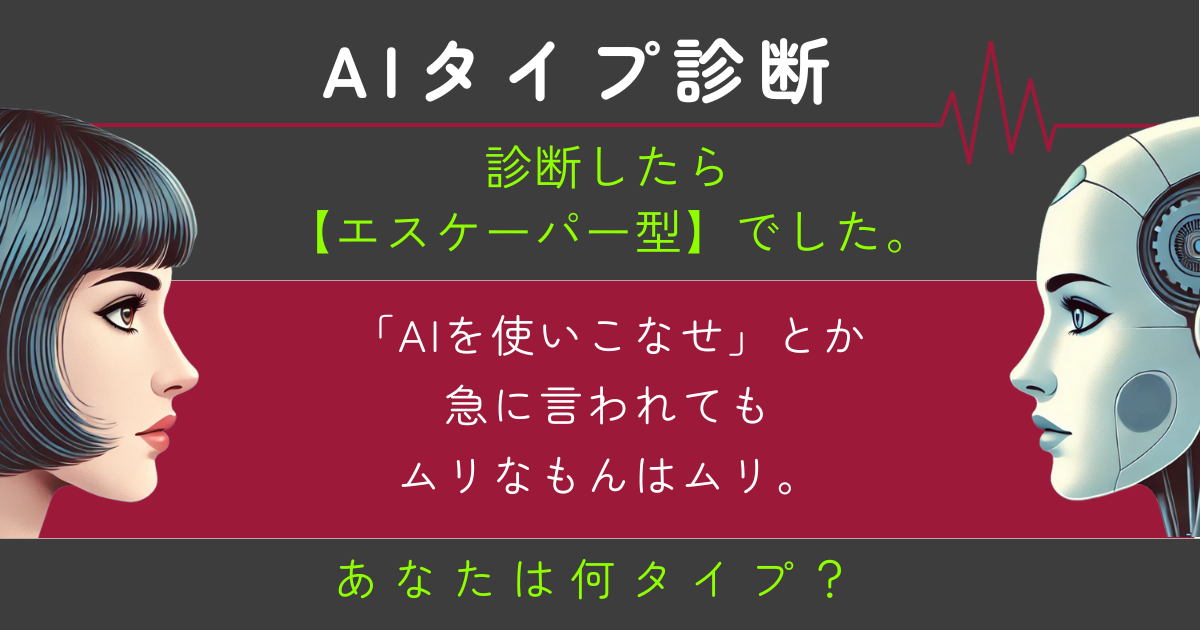 AIタイプ診断
診断したら
【エスケーパー型】でした。
「AIを使いこなせ」とか
急に言われても
ムリなもんはムリ。
あなたは何タイプ？